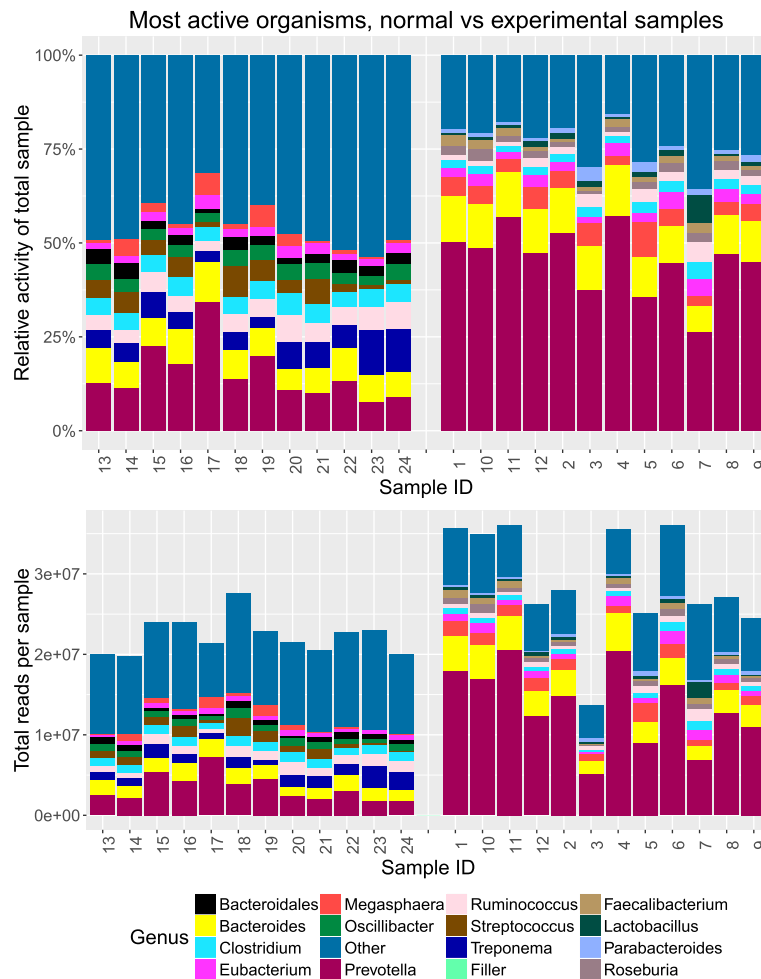 Most active organisms, normal vs experimental samples
Relative activity of total sample
100%
75%
50%
25%
0%
13 14 15 16 17 18 19 20 21 22 23 24 1 10 11 12 2 3 4 5 6 7 8 9
Sample ID
Total reads per sample
3e+07
2e+07
1e+07
0e+00
13 14 15 16 17 18 19 20 21 22 23 24 1 10 11 12 2 3 4 5 6 7 8 9
Sample ID
Genus
Bacteroidales Megasphaera Ruminococcus Faecalibacterium
Bacteroides Oscillibacter Streptococcus Lactobacillus
Clostridium Other Treponema Parabacteroides
Eubacterium Prevotella Filler Roseburia